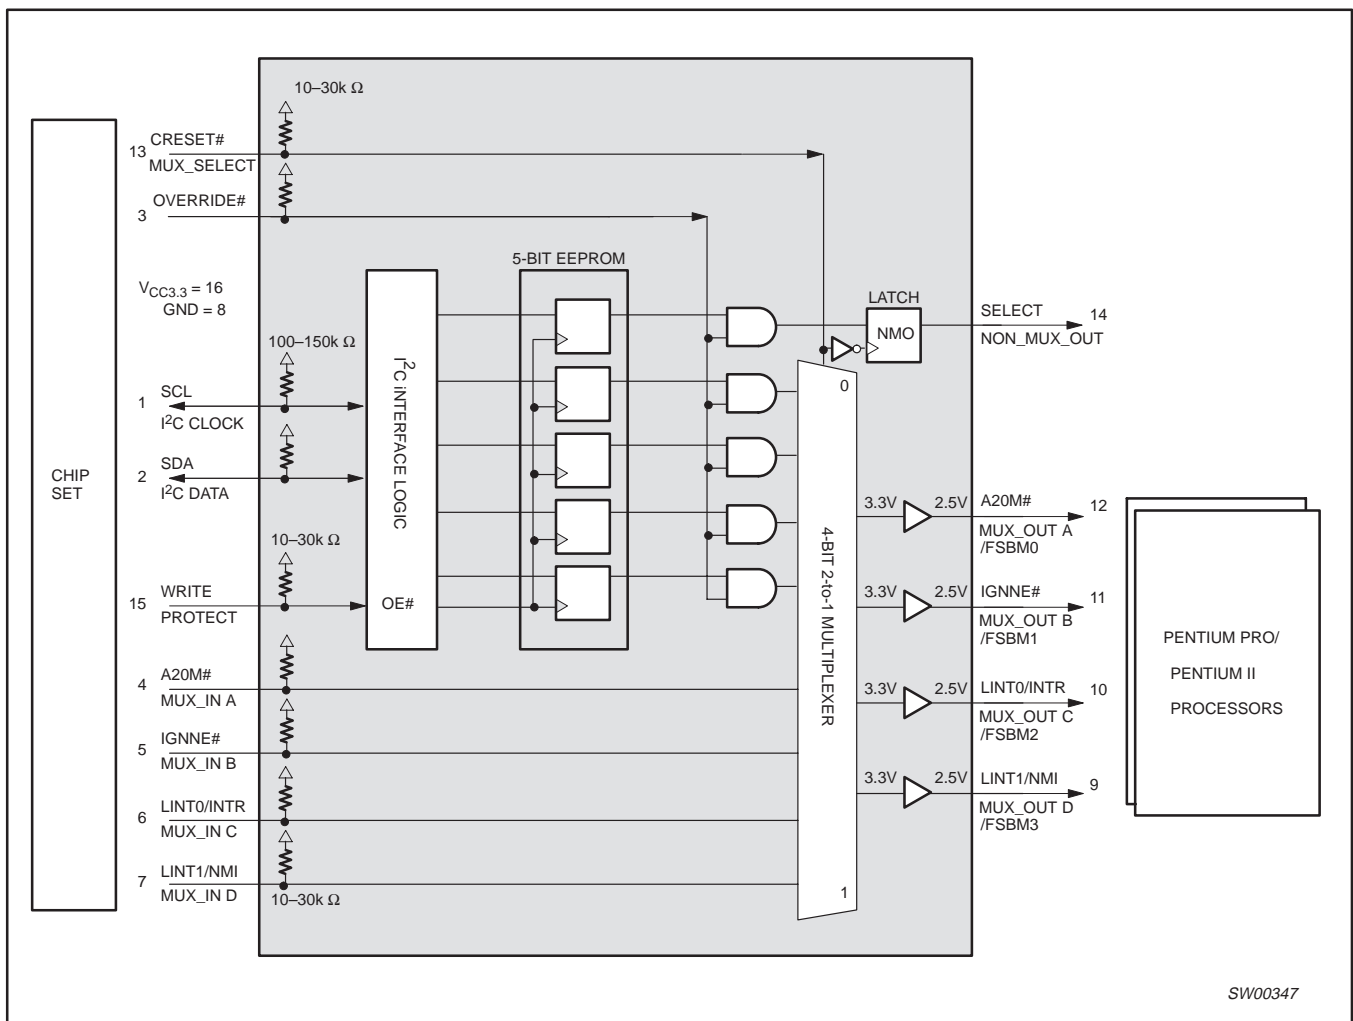 10–30k Ω
CRESET#
13
MUX_SELECT
OVERRIDE#
3
5-BIT EEPROM
VCC3.3 = 16
GND = 8
LATCH
NMO
SELECT
14
NON_MUX_OUT
100–150k Ω
I2C iNTERFACE LOGIC
0
SCL
1
I2C CLOCK
SDA
2
I2C DATA
CHIP
SET
3.3V
2.5V
A20M#
12
MUX_OUT A
/FSBM0
4-BIT 2-to-1 MULTIPLEXER
10–30k Ω
WRITE
15
PROTECT
OE#
3.3V
2.5V
IGNNE#
11
MUX_OUT B
/FSBM1
PENTIUM PRO/
PENTIUM II
PROCESSORS
A20M#
4
MUX_IN A
3.3V
2.5V
LINT0/INTR
10
MUX_OUT C
/FSBM2
IGNNE#
5
MUX_IN B
3.3V
2.5V
LINT1/NMI
9
MUX_OUT D
/FSBM3
LINT0/INTR
6
MUX_IN C
LINT1/NMI
7
MUX_IN D
10–30k Ω
1
SW00347